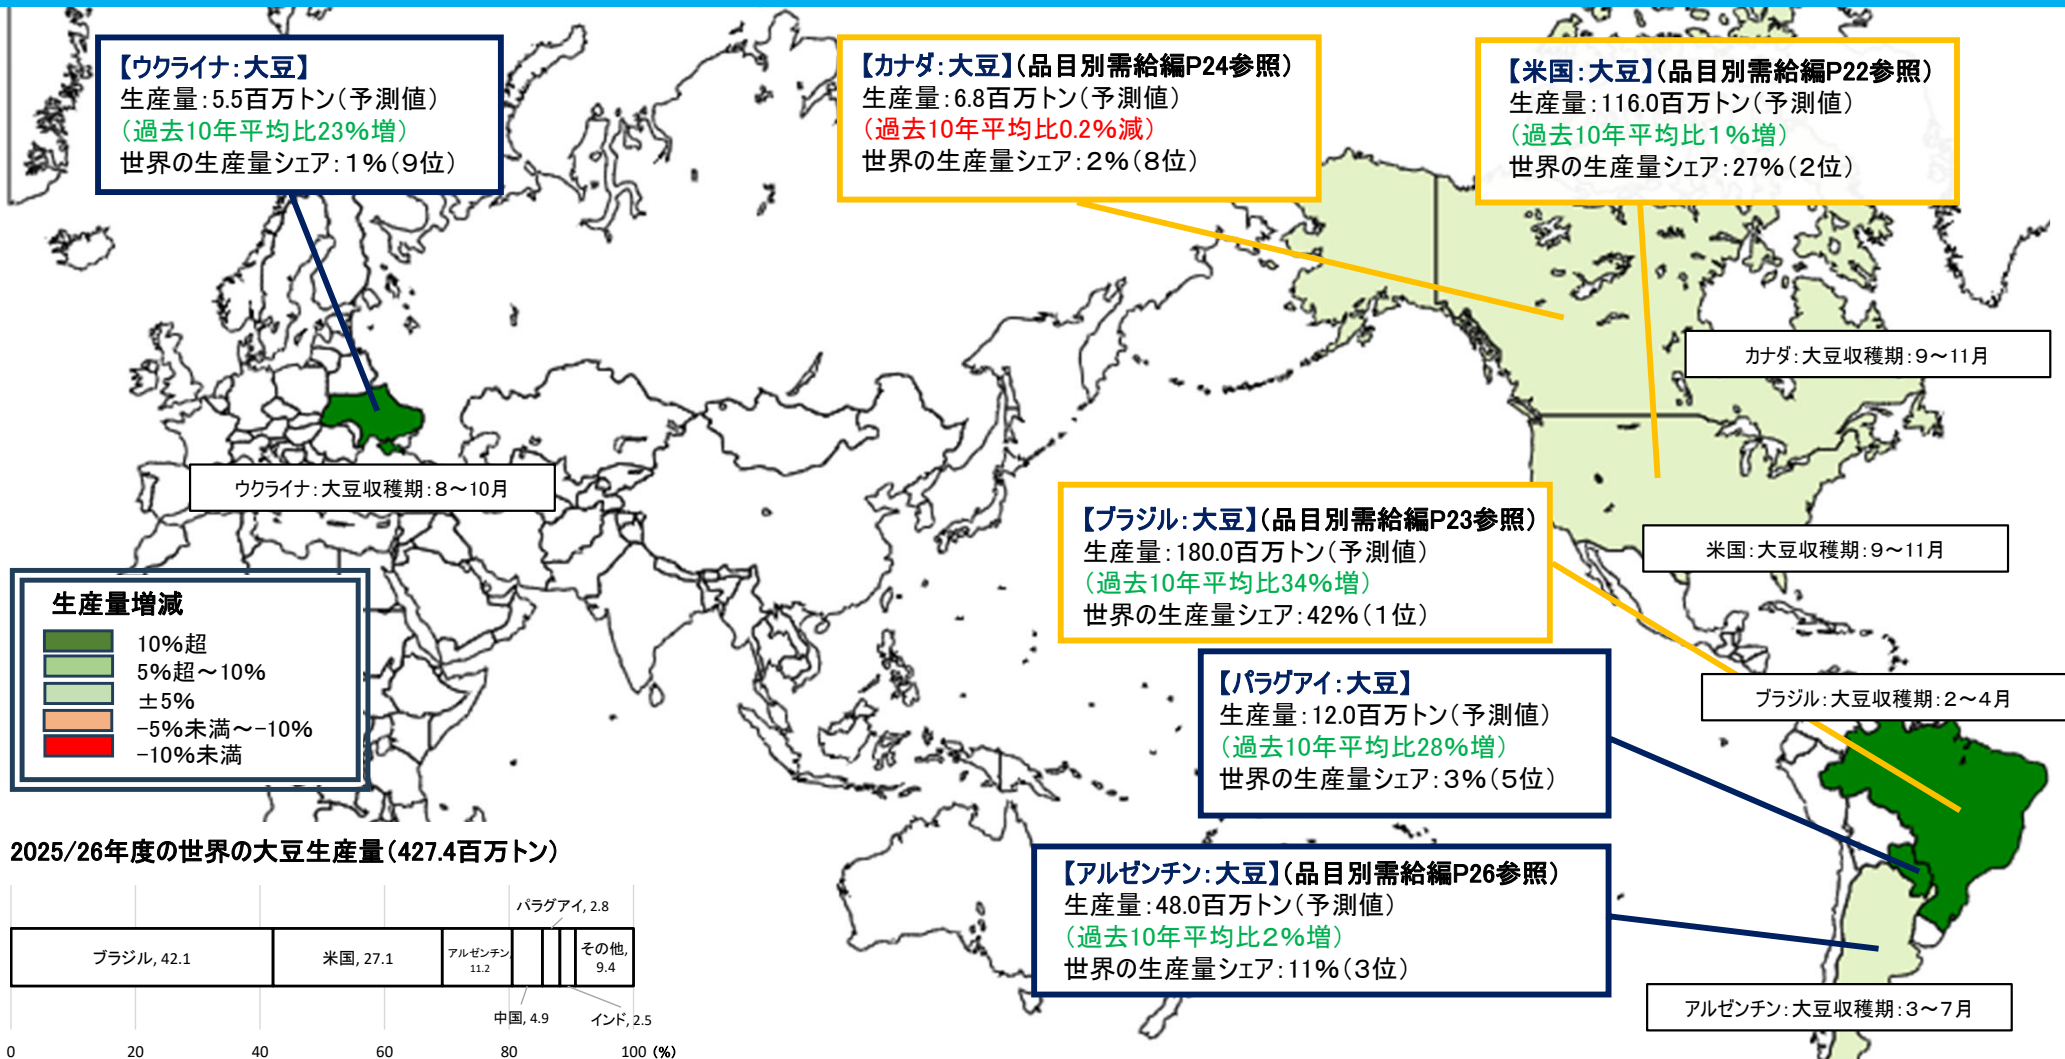 【ウクライナ：大豆】
生産量：5.5百万トン（予測値）
（過去10年平均比23％増）
世界の生産量シェア：1％（9位）
【カナダ：大豆】（品目別需給編P24参照）
生産量：6.8百万トン（予測値）
（過去10年平均比0.2％減）
世界の生産量シェア：2％（8位）
【米国：大豆】（品目別需給編P22参照）
生産量：116.0百万トン（予測値）
（過去10年平均比1％増）
世界の生産量シェア：27％（2位）
カナダ：大豆収穫期：9～11月
ウクライナ：大豆収穫期：8～10月
【ブラジル：大豆】（品目別需給編P23参照）
生産量：180.0百万トン（予測値）
（過去10年平均比34％増）
世界の生産量シェア：42％（1位）
米国：大豆収穫期：9～11月
生産量増減
10%超
5%超～10%
±5%
-5%未満～-10%
-10%未満
【パラグアイ：大豆】
生産量：12.0百万トン（予測値）
（過去10年平均比28％増）
世界の生産量シェア：3％（5位）
ブラジル：大豆収穫期：2～4月
【アルゼンチン：大豆】（品目別需給編P26参照）
生産量：48.0百万トン（予測値）
（過去10年平均比2％増）
世界の生産量シェア：11％（3位）
アルゼンチン：大豆収穫期：3～7月
2025/26年度の世界の大豆生産量（427.4百万トン）
パラグアイ, 2.8
ブラジル, 42.1
米国, 27.1
アルゼンチン,
11.2
その他,
9.4
中国, 4.9
インド, 2.5
0 20 40 60 80 100 (%)